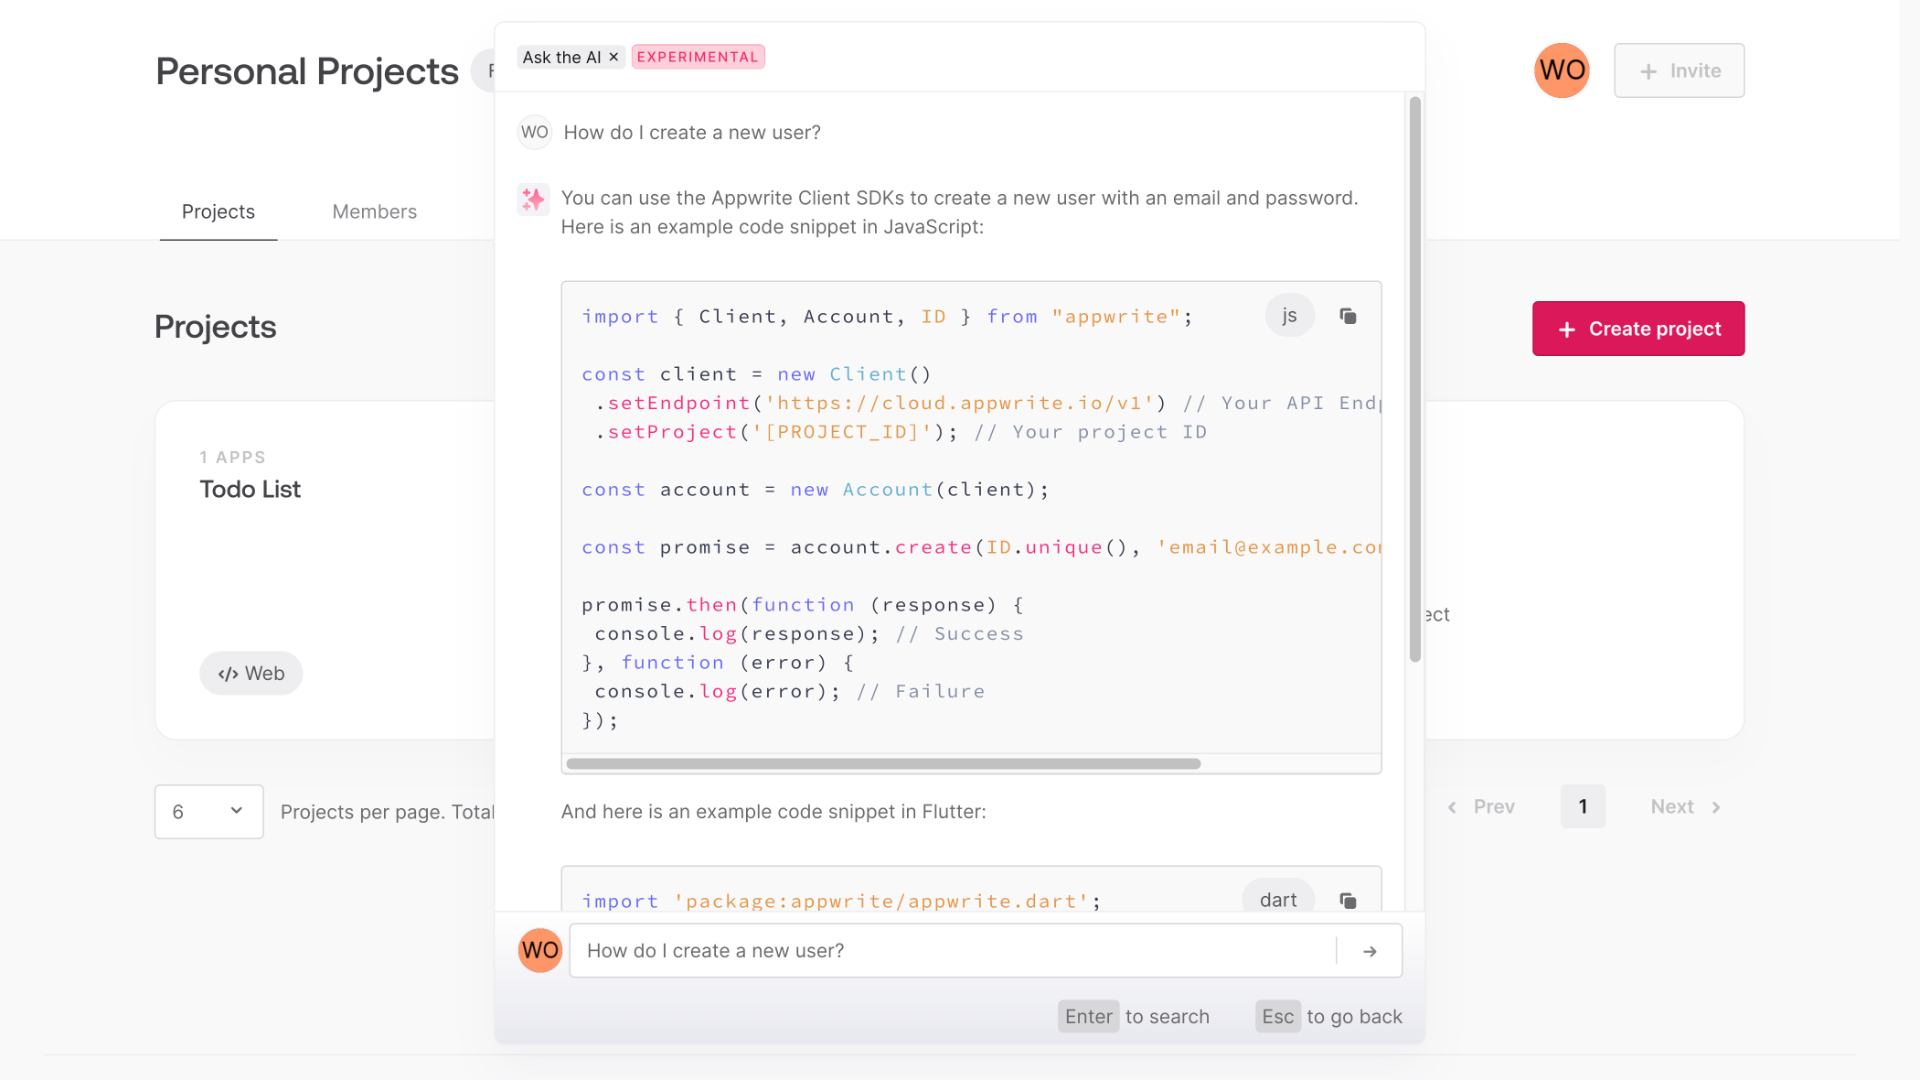 Personal Projects
Ask the AI ×
EXPERIMENTAL
WO
+ Invite
WO How do I create a new user?
Projects
Members
You can use the Appwrite Client SDKs to create a new user with an email and password.
Here is an example code snippet in JavaScript:
import { Client, Account, ID } from "appwrite";
js
const client = new Client()
.setEndpoint('https://cloud.appwrite.io/v1') // Your API End
.setProject('[PROJECT_ID]'); // Your project ID
const account = new Account(client);
const promise = account.create(ID.unique(), 'email@example.co
promise.then(function (response) {
console.log(response); // Success
}, function (error) {
console.log(error); // Failure
});
Projects
+ Create project
1 APPS
Todo List
</> Web
ect
6
Projects per page. Total
Prev
1
Next
And here is an example code snippet in Flutter:
import 'package:appwrite/appwrite.dart';
dart
WO
How do I create a new user?
Enter to search
Esc to go back